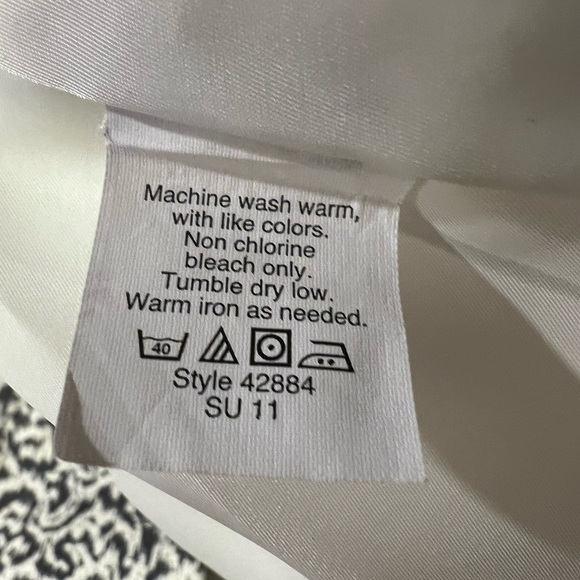 Machine wash warm,
with like colors.
Non chlorine
bleach only.
Tumble dry low.
Warm iron as needed.
40
Style 42884
SU 11